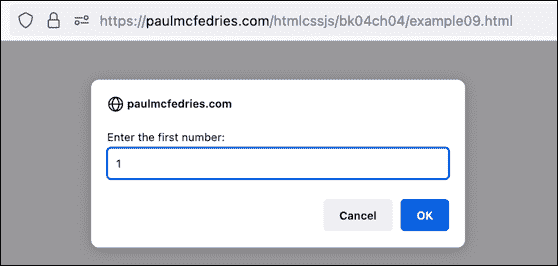 https://paulmcfedries.com/htmlcssjs/bk04ch04/example09.html
paulmcfedries.com
Enter the first number:
1
Cancel OK